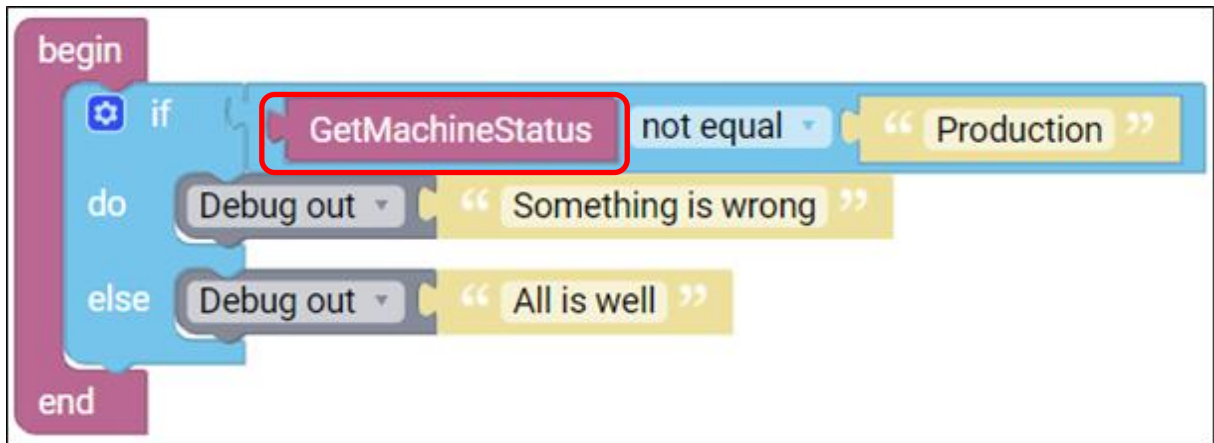 begin
if GetMachineStatus not equal “ Production ”
do Debug out “ Something is wrong ”
else Debug out “ All is well ”
end